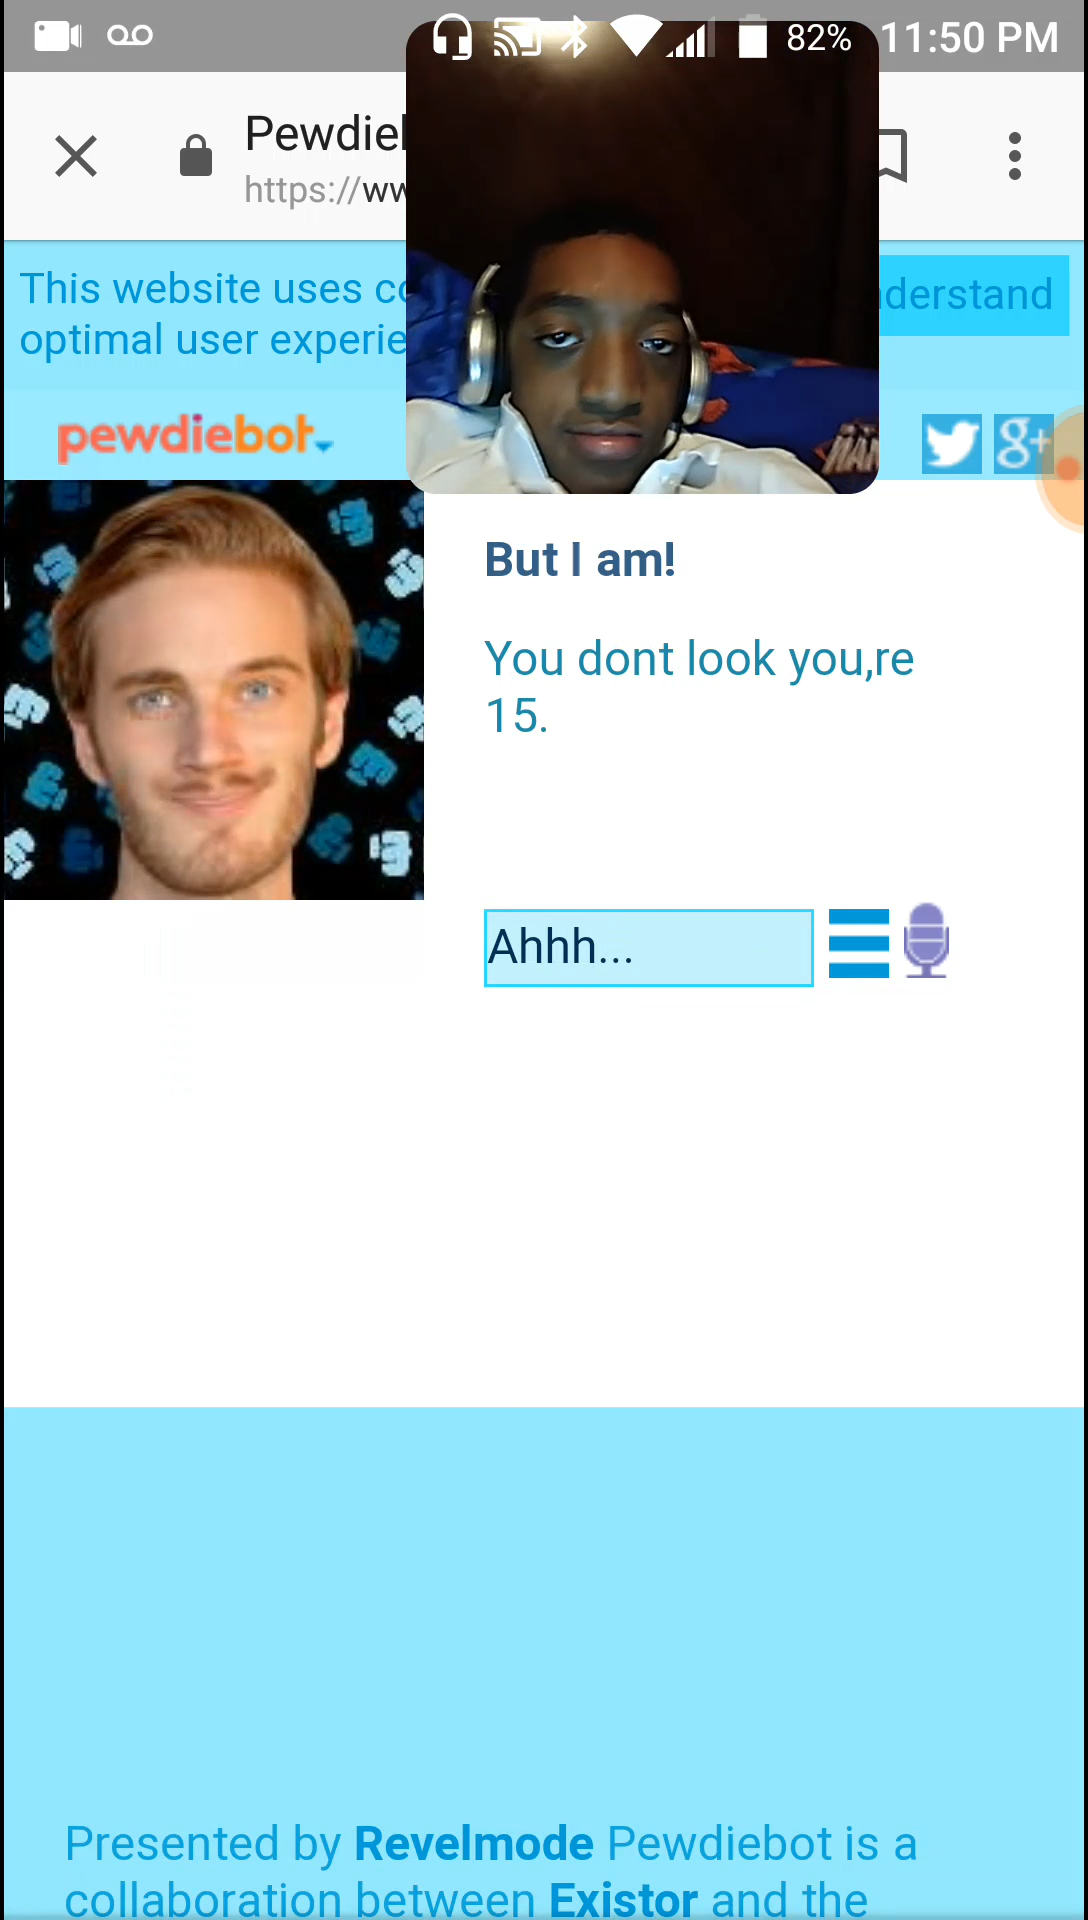 82% 11:50 PM
Pewdie
https://w
This website uses co
derstand
optimal user experie
pewdiebot
g+
But I am!
You dont look you,re
15.
Ahhh...
Presented by Revelmode Pewdiebot is a
collaboration between Existor and the